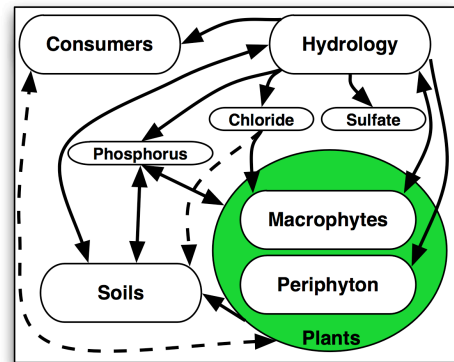 Consumers
Hydrology
Chloride
Sulfate
Phosphorus
Macrophytes
Soils
Periphyton
Plants